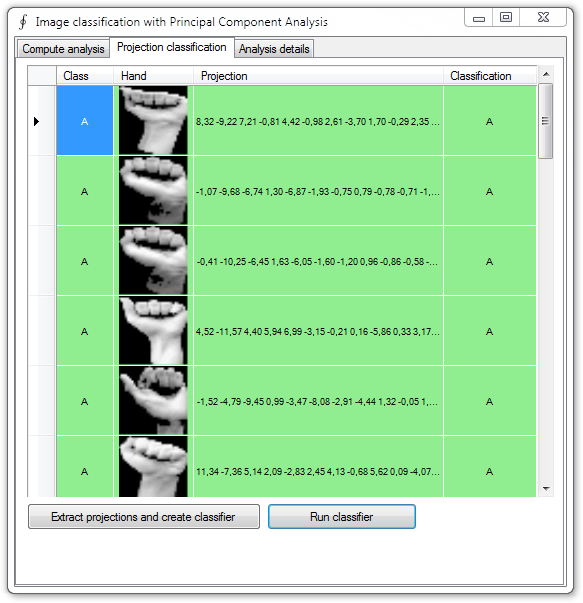 Image classification with Principal Component Analysis
Compute analysis Projection classification Analysis details
Class Hand Projection Classification
A 8,32 -9,22 7,21 -0,81 4,42 -0,98 2,61 -3,70 1,70 -0,29 2,35 ... A
A -1,07 -9,68 -6,74 1,30 -6,87 -1,93 -0,75 0,79 -0,78 -0,71 -1,... A
A -0,41 -10,25 -6,45 1,63 -6,05 -1,60 -1,20 0,96 -0,86 -0,58 -... A
A 4,52 -11,57 4,40 5,94 6,99 -3,15 -0,21 0,16 -5,86 0,33 3,17... A
A -1,52 -4,79 -9,45 0,99 -3,47 -8,08 -2,91 -4,44 1,32 -0,05 1,... A
A 11,34 -7,36 5,14 2,09 -2,83 2,45 4,13 -0,68 5,62 0,09 -4,07... A
Extract projections and create classifier Run classifier